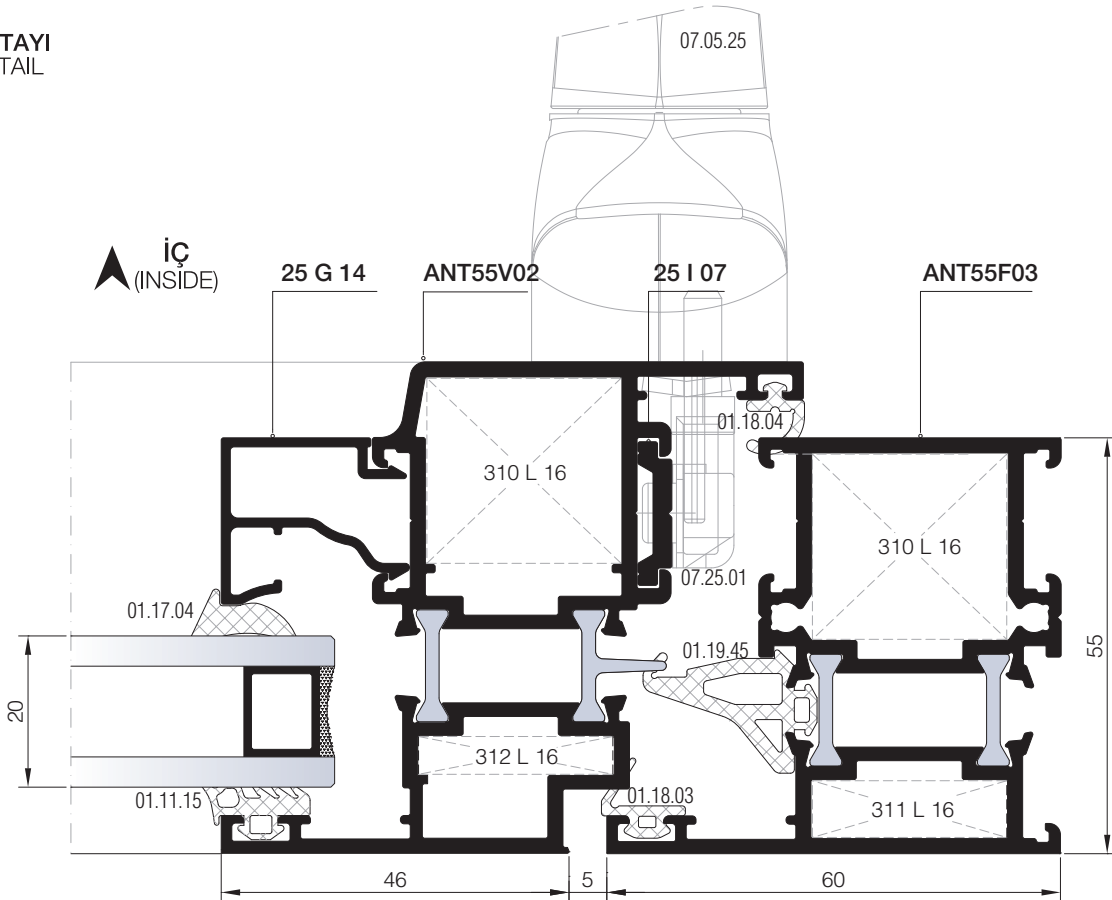 TAYI
TAIL
07.05.25
İÇ
(INSIDE)
25 G 14
ANT55V02
25 I 07
ANT55F03
01.18.04
310 L 16
310 L 16
07.25.01
01.17.04
01.19.45
55
20
312 L 16
01.11.15
01.18.03
311 L 16
46
5
60